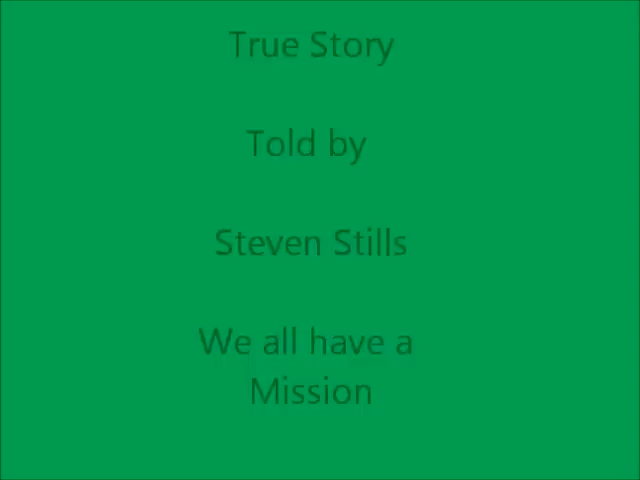 True Story
Told by
Steven Stills
We all have a
Mission